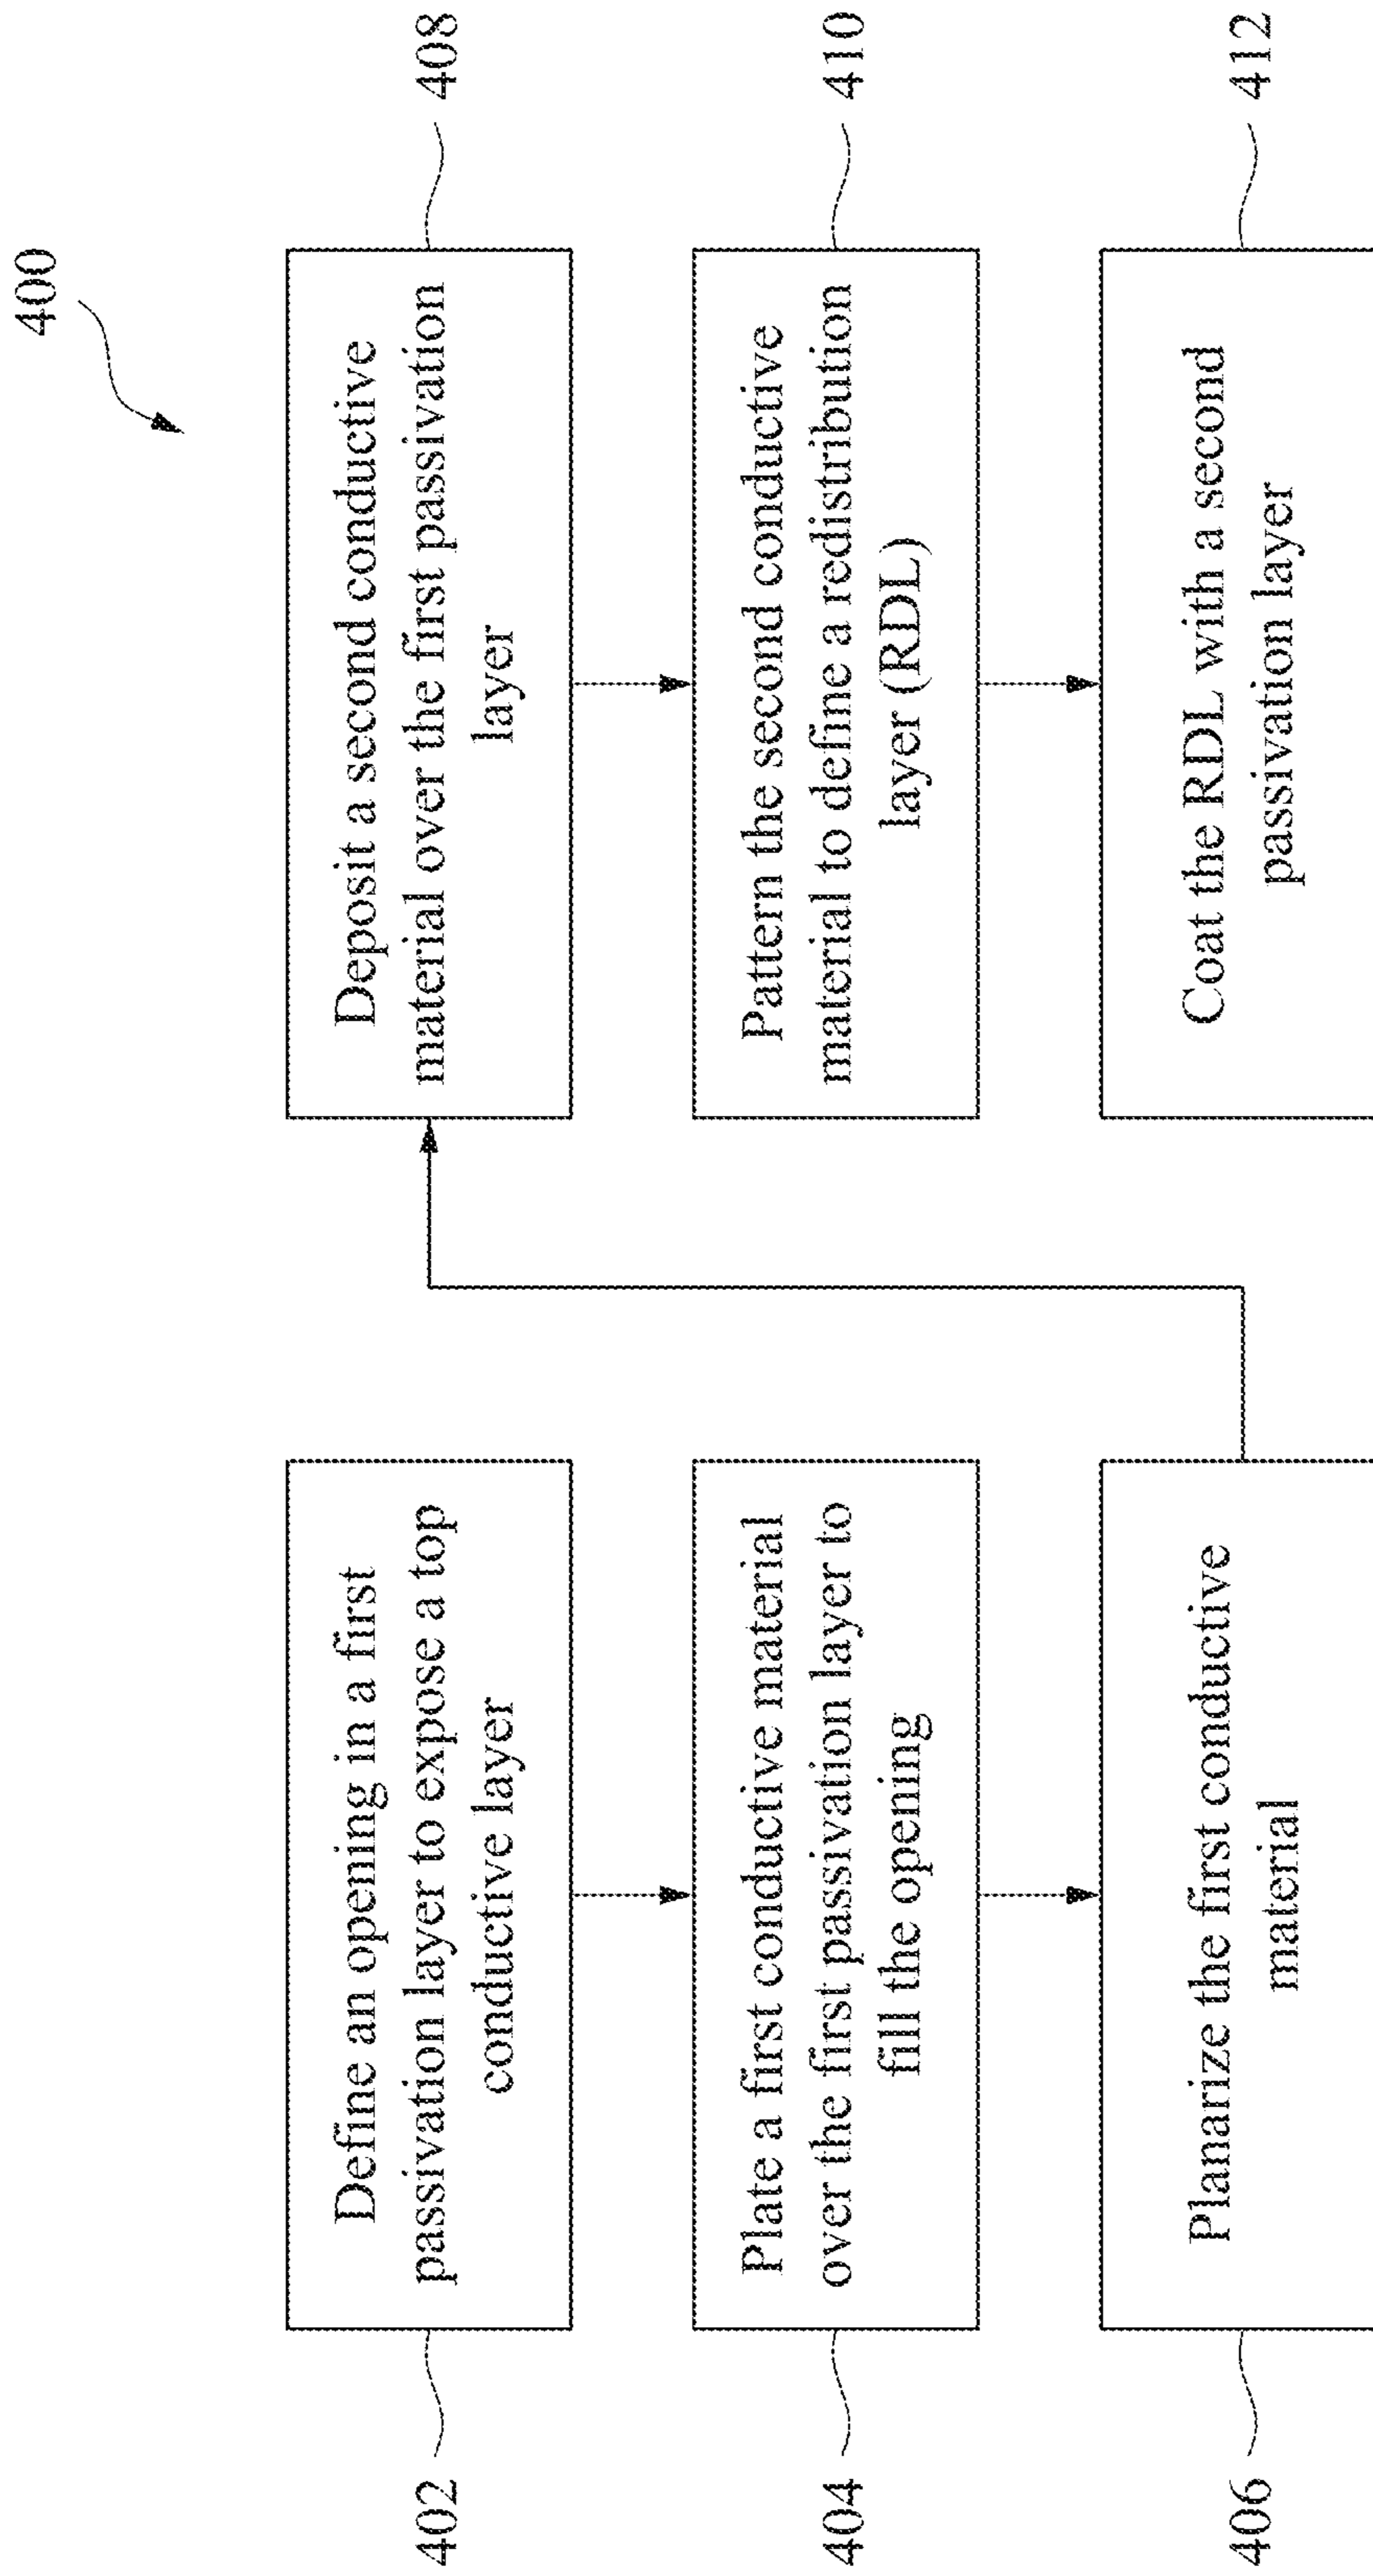 400
402
Define an opening in a first
passivation layer to expose a top
conductive layer
404
Plate a first conductive material
over the first passivation layer to
fill the opening
406
Planarize the first conductive
material
Deposit a second conductive
material over the first passivation
layer
408
Pattern the second conductive
material to define a redistribution
layer (RDL)
410
Coat the RDL with a second
passivation layer
412